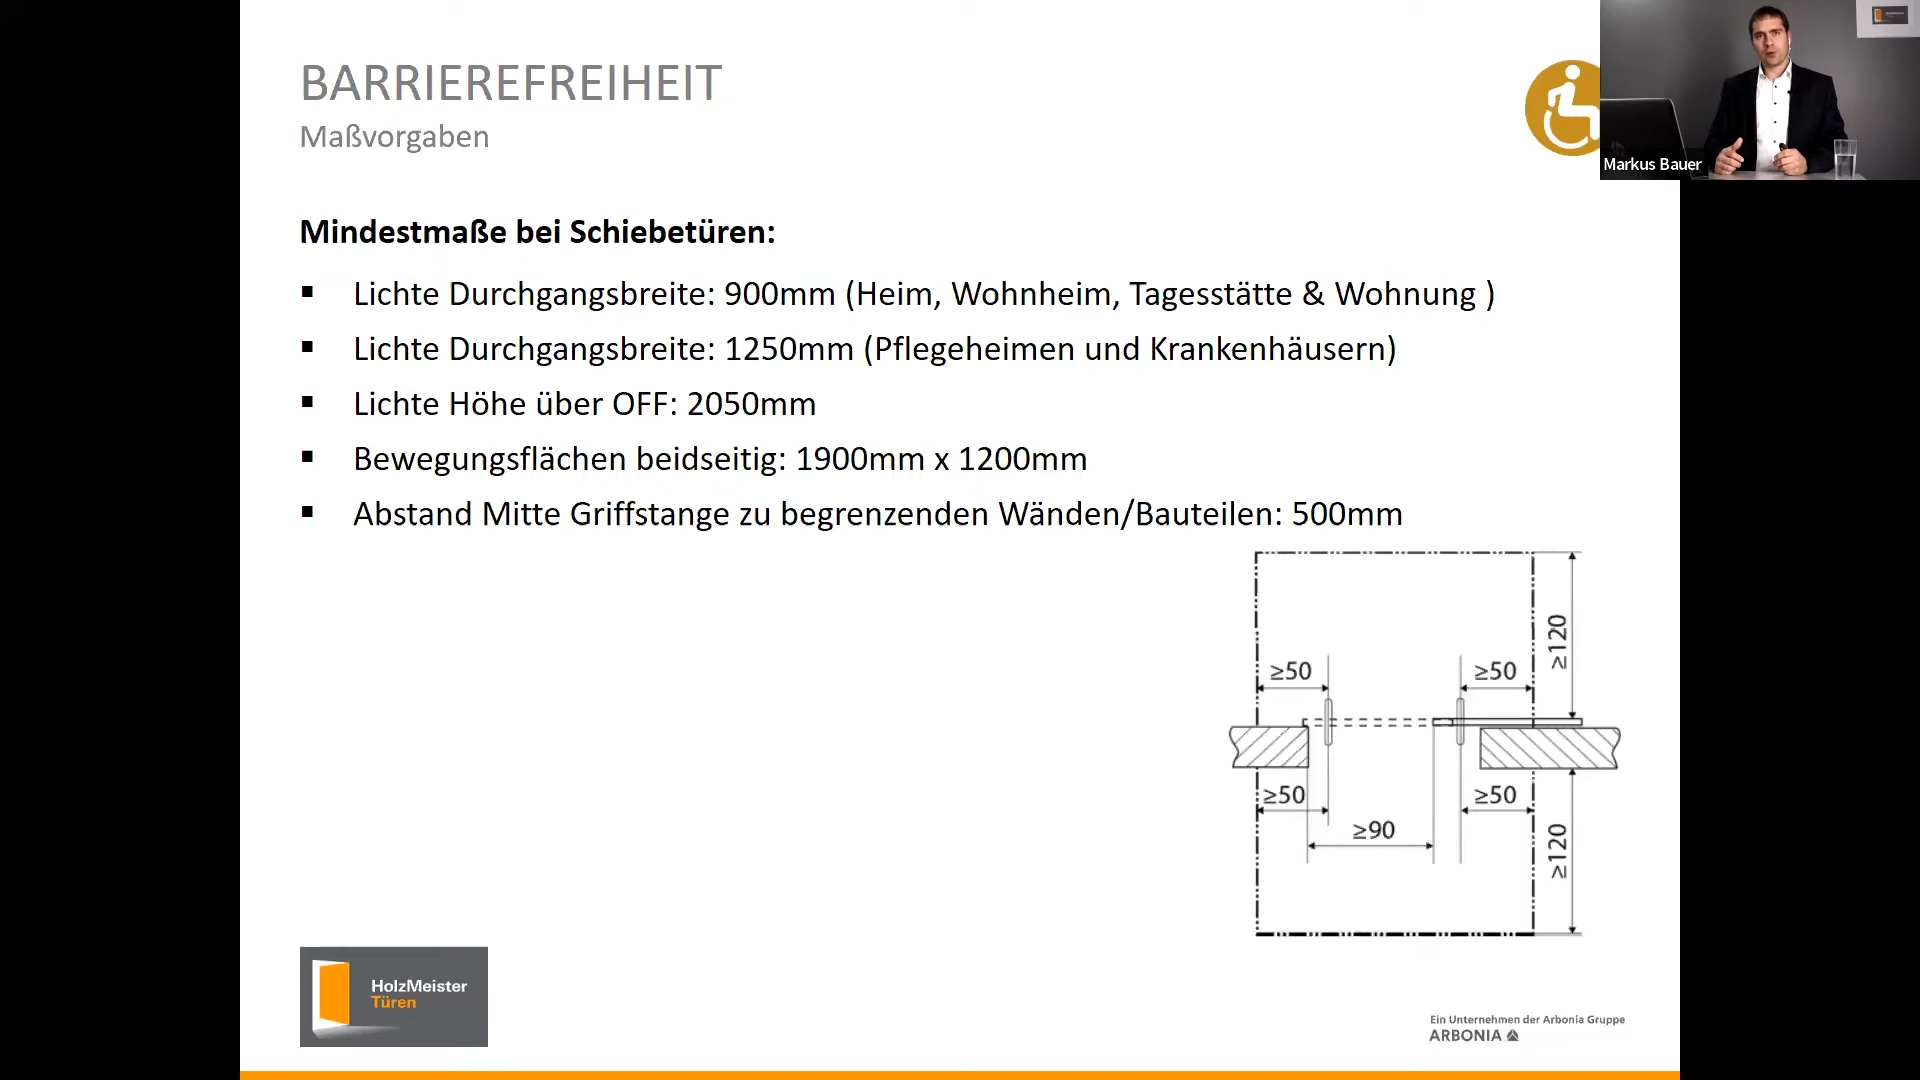 BARRIEREFREIHEIT
Maßvorgaben
Markus Bauer
Mindestmaße bei Schiebetüren:
▪ Lichte Durchgangsbreite: 900mm (Heim, Wohnheim, Tagesstätte & Wohnung )
▪ Lichte Durchgangsbreite: 1250mm (Pflegeheimen und Krankenhäusern)
▪ Lichte Höhe über OFF: 2050mm
▪ Bewegungsflächen beidseitig: 1900mm x 1200mm
▪ Abstand Mitte Griffstange zu begrenzenden Wänden/Bauteilen: 500mm
≥120
≥50 ≥50
≥50 ≥50
≥90
≥120
HolzMeister
Türen
Ein Unternehmen der Arbonia Gruppe
ARBONIA